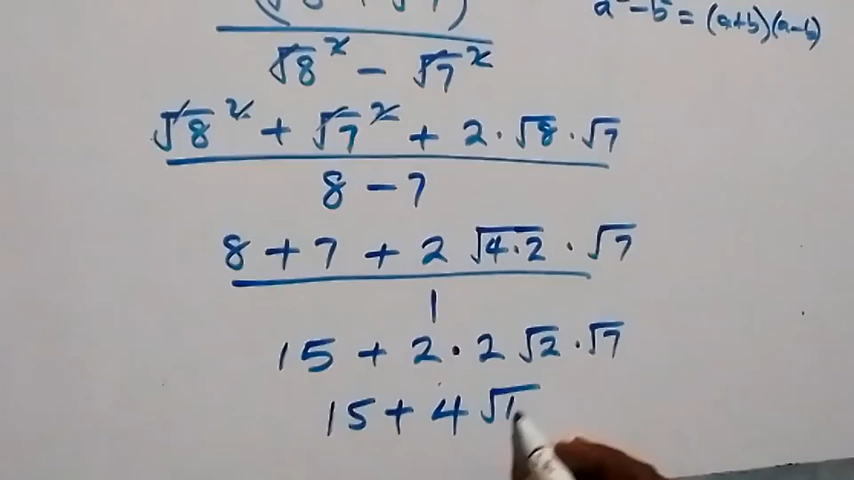 a² - b² = (a+b)(a-b)
√8² - √7²
√8² + √7² + 2 · √8 · √7
8 - 7
8 + 7 + 2 √4·2 · √7
1
15 + 2 · 2 √2 · √7
15 + 4 √1